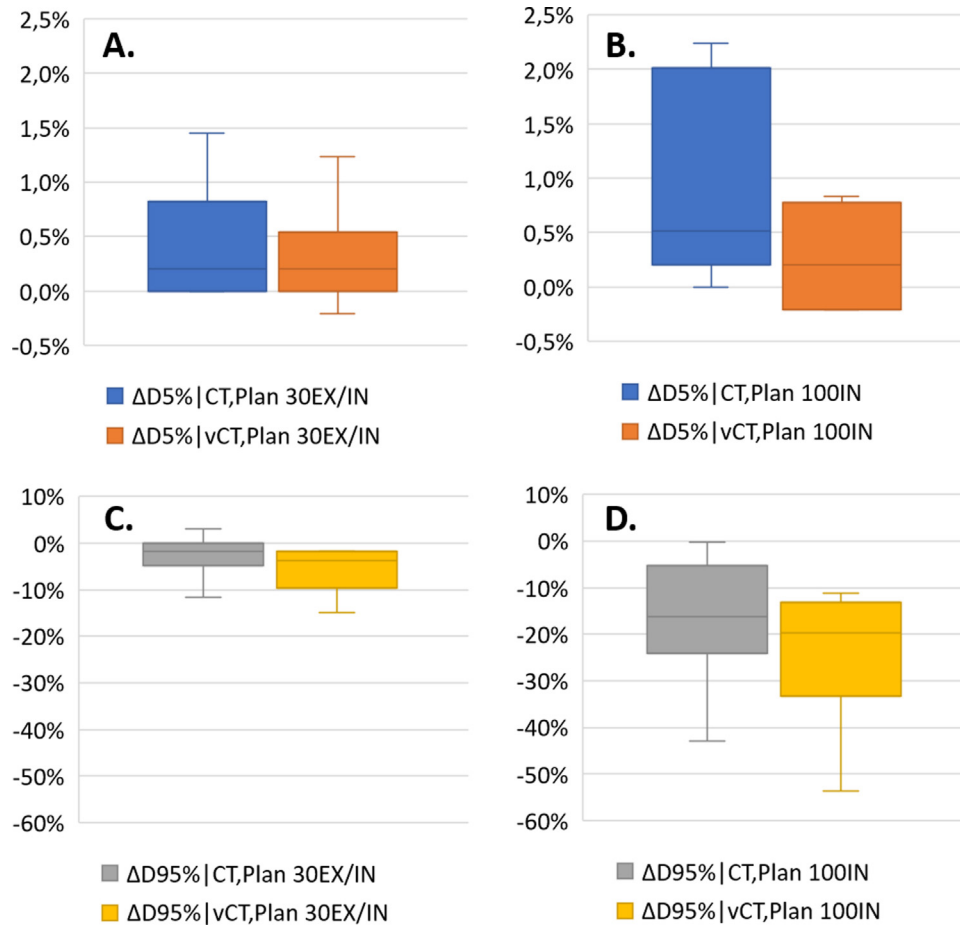 A.
2,5%
2,0%
1,5%
1,0%
0,5%
0,0%
-0,5%
ΔD5%|CT,Plan 30EX/IN
ΔD5%|vCT,Plan 30EX/IN
B.
2,5%
2,0%
1,5%
1,0%
0,5%
0,0%
-0,5%
ΔD5%|CT,Plan 100IN
ΔD5%|vCT,Plan 100IN
C.
10%
0%
-10%
-20%
-30%
-40%
-50%
-60%
ΔD95%|CT,Plan 30EX/IN
ΔD95%|vCT,Plan 30EX/IN
D.
10%
0%
-10%
-20%
-30%
-40%
-50%
-60%
ΔD95%|CT,Plan 100IN
ΔD95%|vCT,Plan 100IN